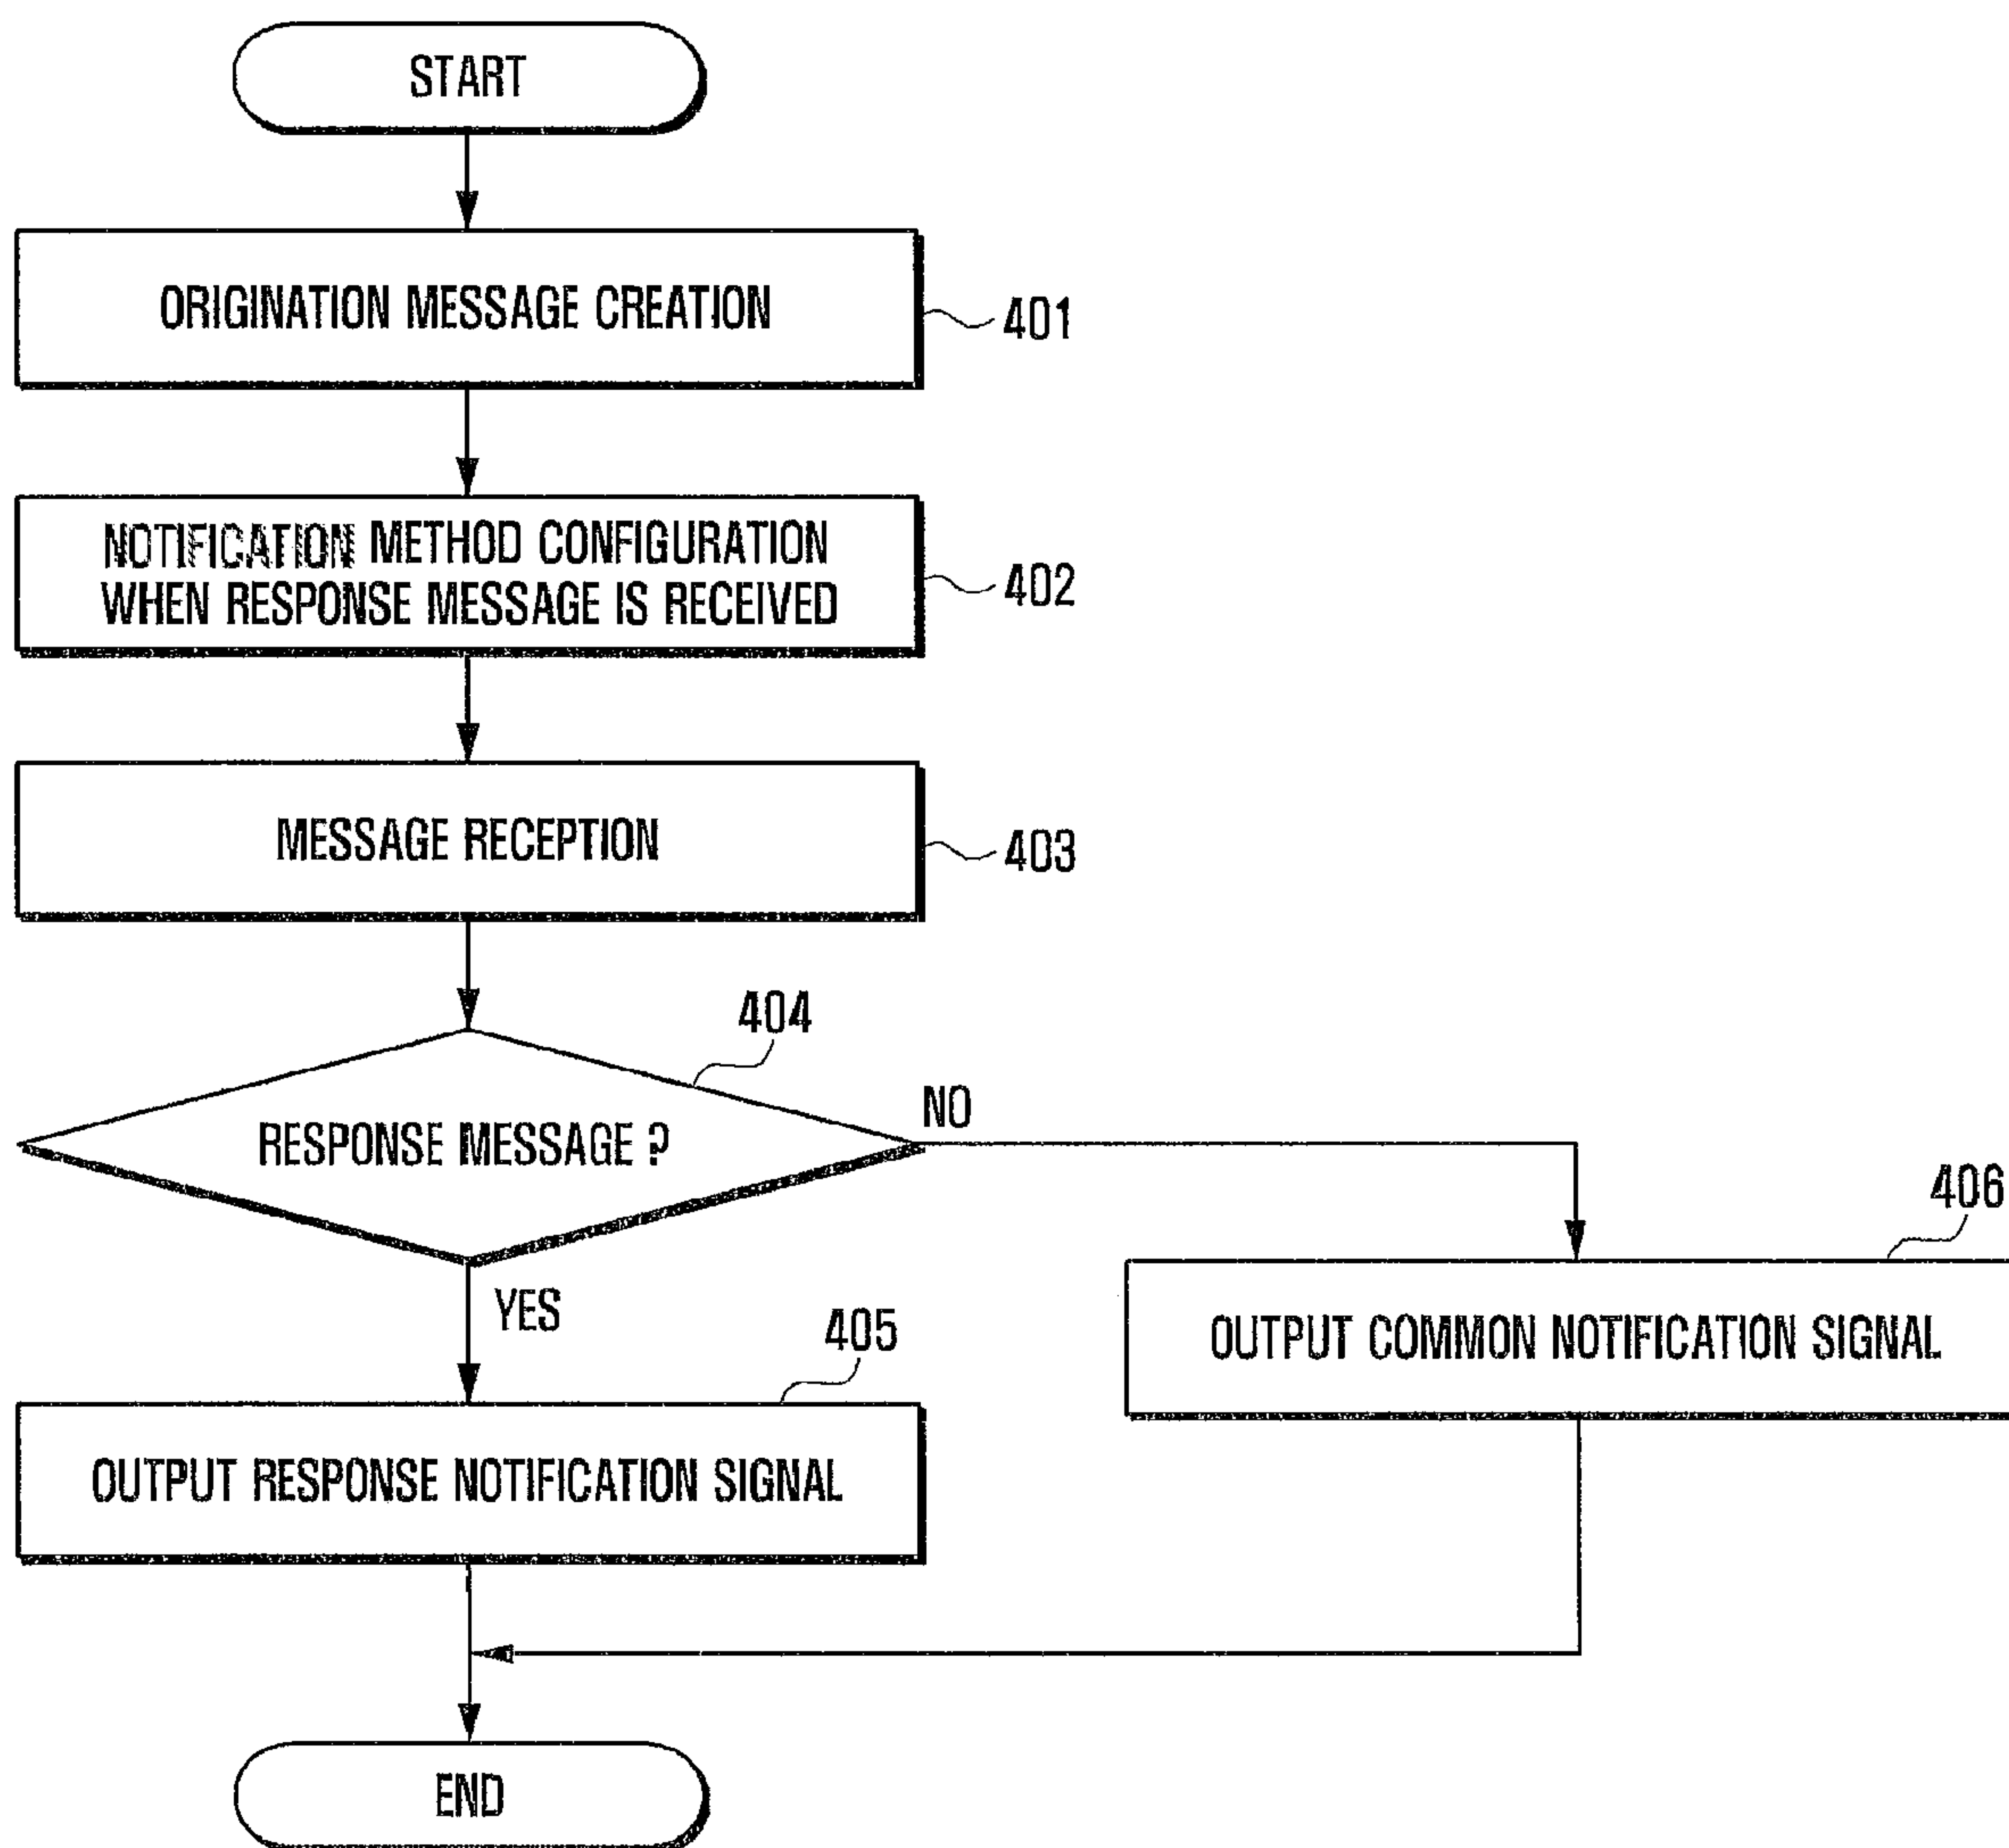 START
ORIGINATION MESSAGE CREATION
401
NOTIFICATION METHOD CONFIGURATION
WHEN RESPONSE MESSAGE IS RECEIVED
402
MESSAGE RECEPTION
403
404
RESPONSE MESSAGE ?
NO
YES
406
OUTPUT COMMON NOTIFICATION SIGNAL
405
OUTPUT RESPONSE NOTIFICATION SIGNAL
END